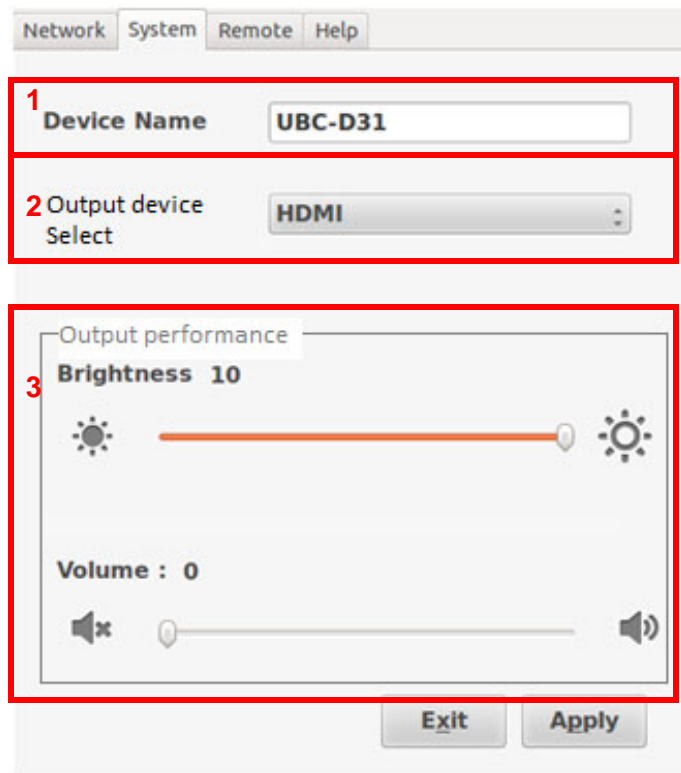 Network System Remote Help
1
Device Name UBC-D31
2 Output device HDMI
Select
Output performance
3 Brightness 10
Volume : 0
Exit Apply